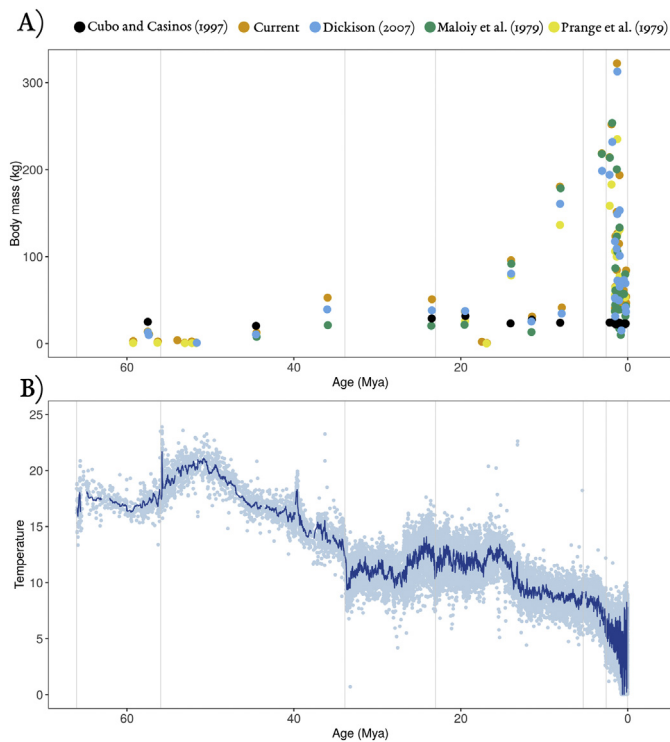 A)
Cubo and Casinos (1997) Current Dickison (2007) Maloiy et al. (1979) Prange et al. (1979)
300
200
100
0
Body mass (kg)
60 40 20 0
Age (Mya)
B)
25
20
15
10
5
0
Temperature
60 40 20 0
Age (Mya)